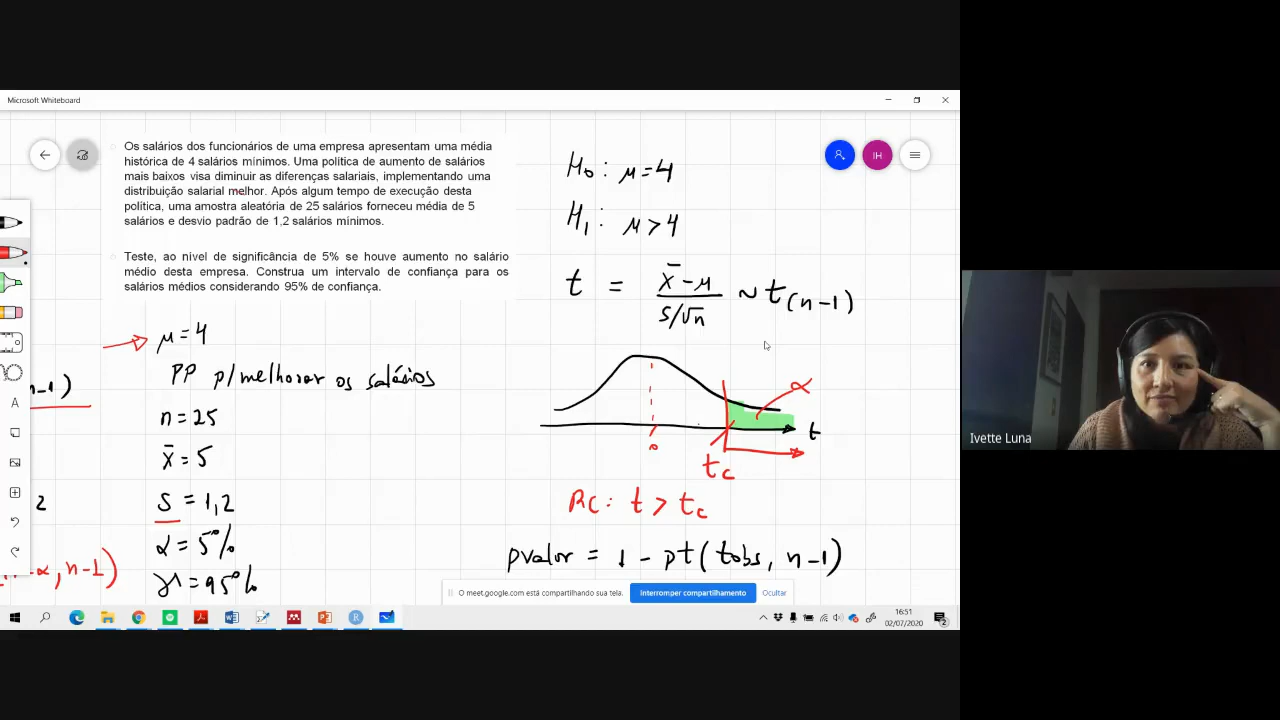 Microsoft Whiteboard
Os salários dos funcionários de uma empresa apresentam uma média
histórica de 4 salários mínimos. Uma política de aumento de salários
mais baixos visa diminuir as diferenças salariais, implementando uma
distribuição salarial melhor. Após algum tempo de execução desta
política, uma amostra aleatória de 25 salários forneceu média de 5
salários e desvio padrão de 1,2 salários mínimos.
Teste, ao nível de significância de 5% se houve aumento no salário
médio desta empresa. Construa um intervalo de confiança para os
salários médios considerando 95% de confiança.
μ = 4
PP p/ melhorar os salários
n = 25
x̄ = 5
S = 1,2
α = 5%
γ = 95%
n-1)
2
α, n-1)
H₀: μ = 4
H₁: μ > 4
t = x̄ - μ / S/√n ~ t(n-1)
α
t
0
tc
RC: t > tc
pvalor = 1 - pt(tobs, n-1)
IH
A
O meet.google.com está compartilhando sua tela.
Interromper compartilhamento
Ocultar
16:51
02/07/2020
2
Ivette Luna